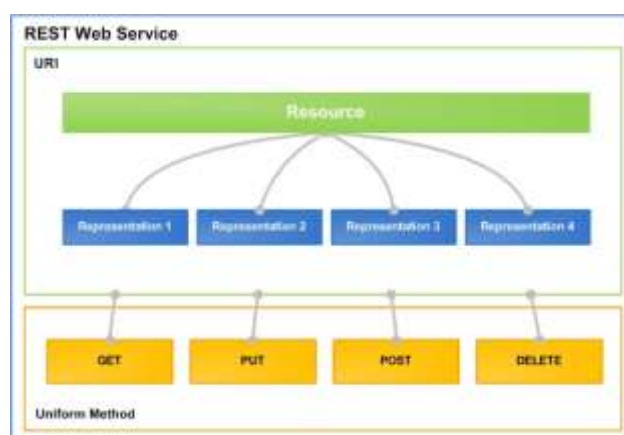 REST Web Service
URI
Resource
Representation 1
Representation 2
Representation 3
Representation 4
GET
PUT
POST
DELETE
Uniform Method